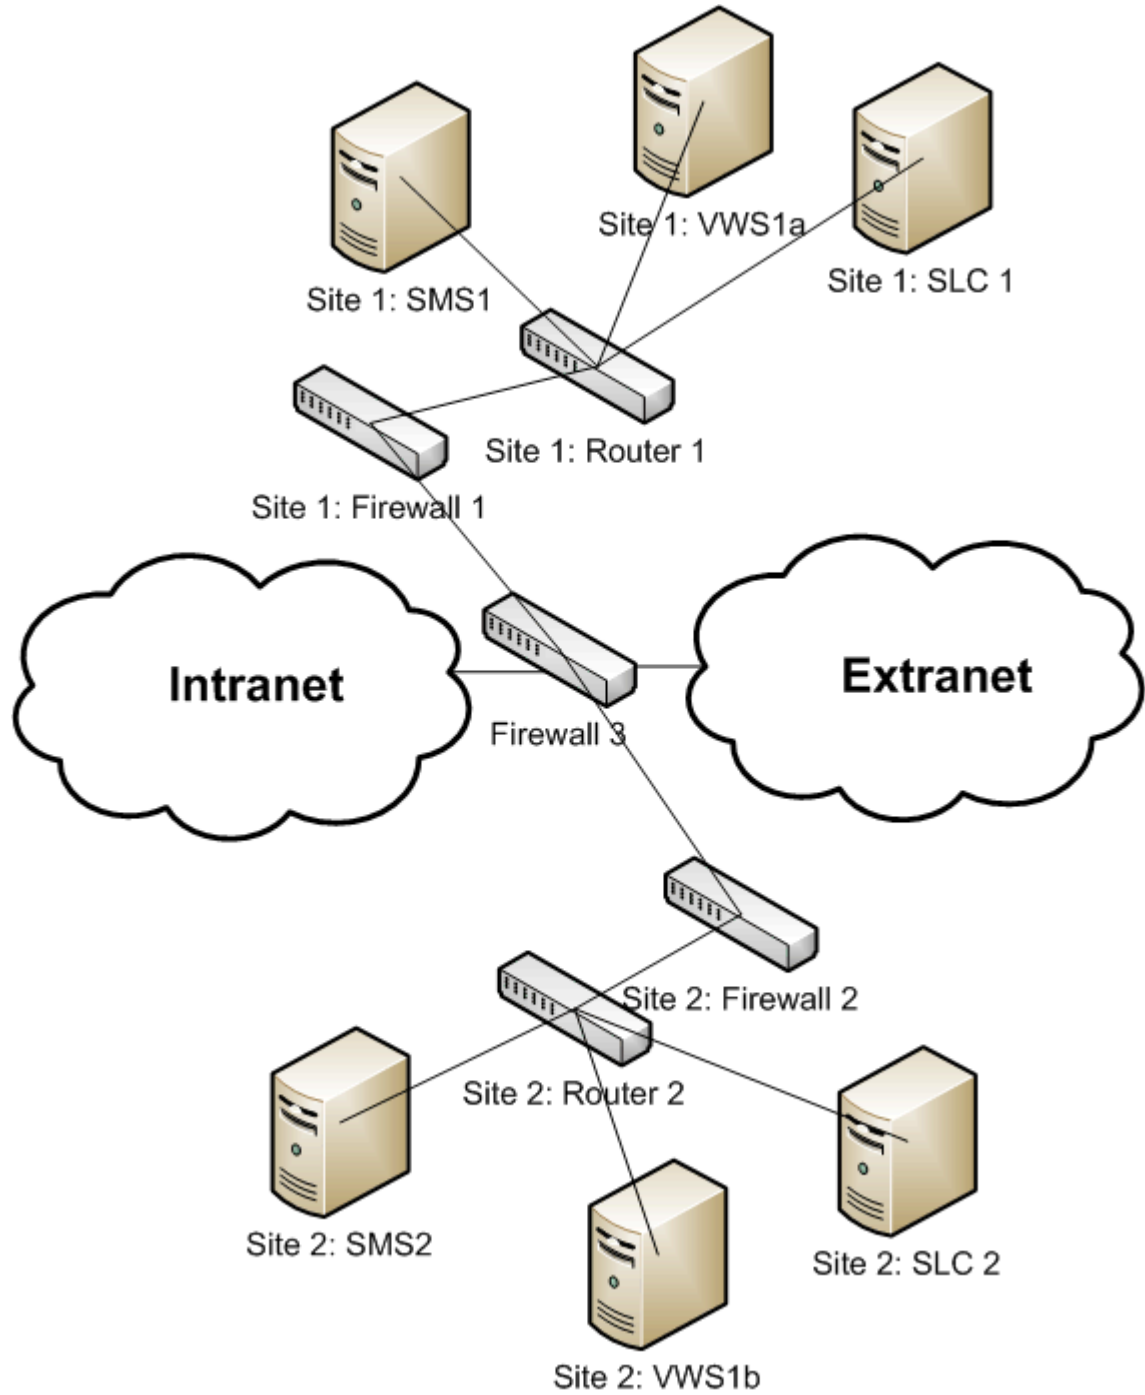 Site 1: VWS1a
Site 1: SLC 1
Site 1: SMS1
Site 1: Router 1
Site 1: Firewall 1
Intranet
Extranet
Firewall 3
Site 2: Firewall 2
Site 2: Router 2
Site 2: SMS2
Site 2: SLC 2
Site 2: VWS1b